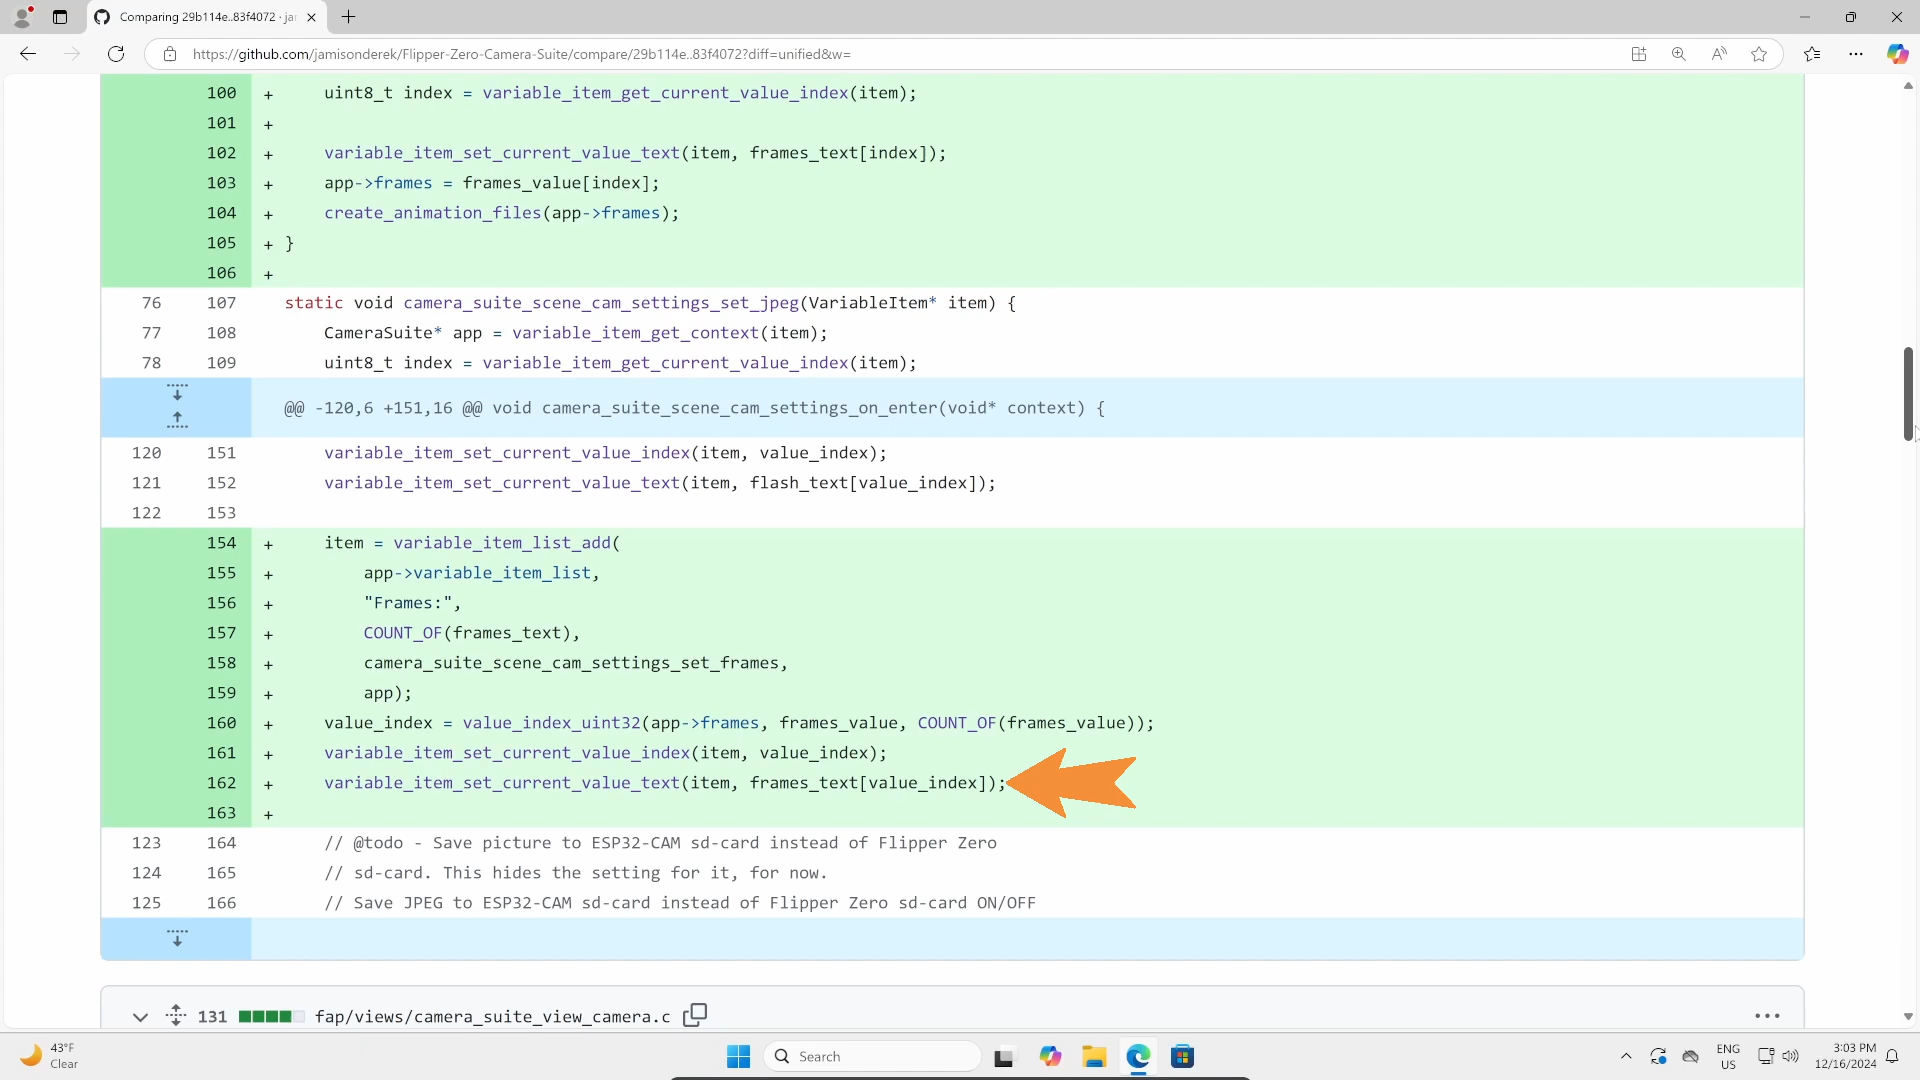 Comparing 29b114e..83f4072 · ja
https://github.com/jamisonderek/Flipper-Zero-Camera-Suite/compare/29b114e..83f4072?diff=unified&w=
100 + uint8_t index = variable_item_get_current_value_index(item);
101 +
102 + variable_item_set_current_value_text(item, frames_text[index]);
103 + app->frames = frames_value[index];
104 + create_animation_files(app->frames);
105 + }
106 +
76 107 static void camera_suite_scene_cam_settings_set_jpeg(VariableItem* item) {
77 108 CameraSuite* app = variable_item_get_context(item);
78 109 uint8_t index = variable_item_get_current_value_index(item);
@@ -120,6 +151,16 @@ void camera_suite_scene_cam_settings_on_enter(void* context) {
120 151 variable_item_set_current_value_index(item, value_index);
121 152 variable_item_set_current_value_text(item, flash_text[value_index]);
122 153
154 + item = variable_item_list_add(
155 + app->variable_item_list,
156 + "Frames:",
157 + COUNT_OF(frames_text),
158 + camera_suite_scene_cam_settings_set_frames,
159 + app);
160 + value_index = value_index_uint32(app->frames, frames_value, COUNT_OF(frames_value));
161 + variable_item_set_current_value_index(item, value_index);
162 + variable_item_set_current_value_text(item, frames_text[value_index]);
163 +
123 164 // @todo - Save picture to ESP32-CAM sd-card instead of Flipper Zero
124 165 // sd-card. This hides the setting for it, for now.
125 166 // Save JPEG to ESP32-CAM sd-card instead of Flipper Zero sd-card ON/OFF
131 fap/views/camera_suite_view_camera.c
43°F
Clear
Search
ENG
US
3:03 PM
12/16/2024